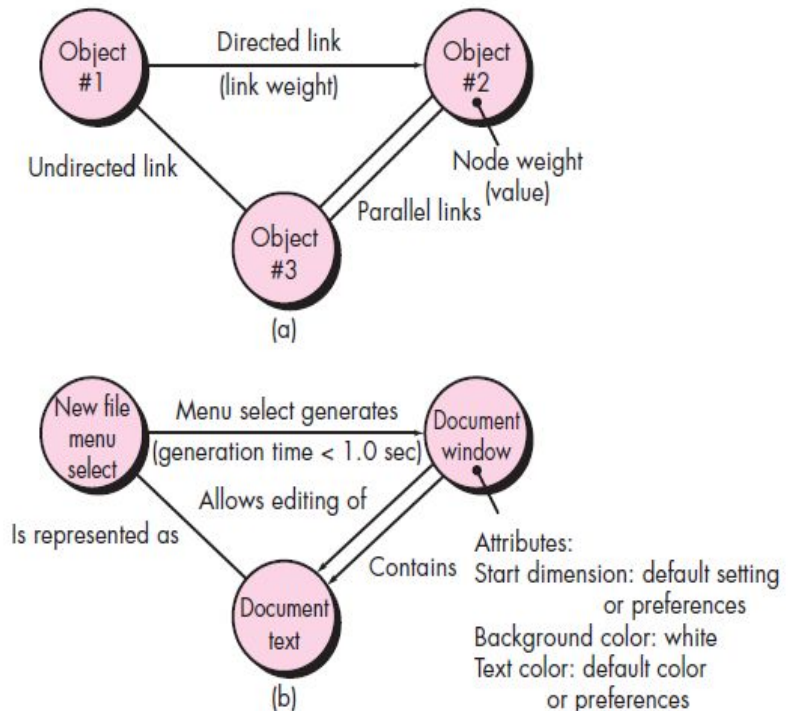 Object
#1
Directed link
(link weight)
Object
#2
Undirected link
Node weight
(value)
Parallel links
Object
#3
(a)
New file
menu
select
Menu select generates
(generation time < 1.0 sec)
Document
window
Allows editing of
Is represented as
Contains
Attributes:
Start dimension: default setting
or preferences
Background color: white
Text color: default color
or preferences
Document
text
(b)